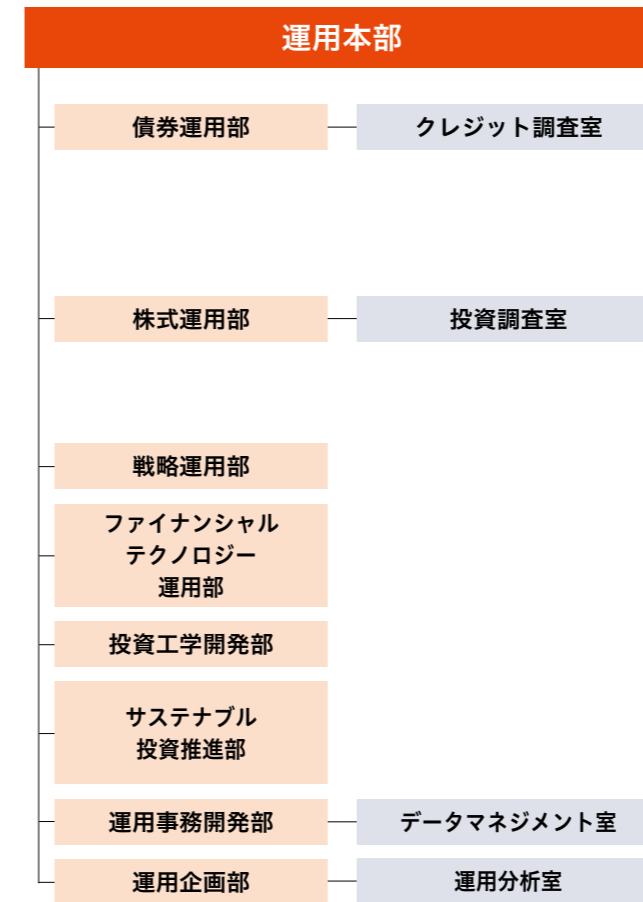 運用本部
債券運用部
クレジット調査室
株式運用部
投資調査室
戦略運用部
ファイナンシャル
テクノロジー
運用部
投資工学開発部
サステナブル
投資推進部
運用事務開発部
データマネジメント室
運用企画部
運用分析室